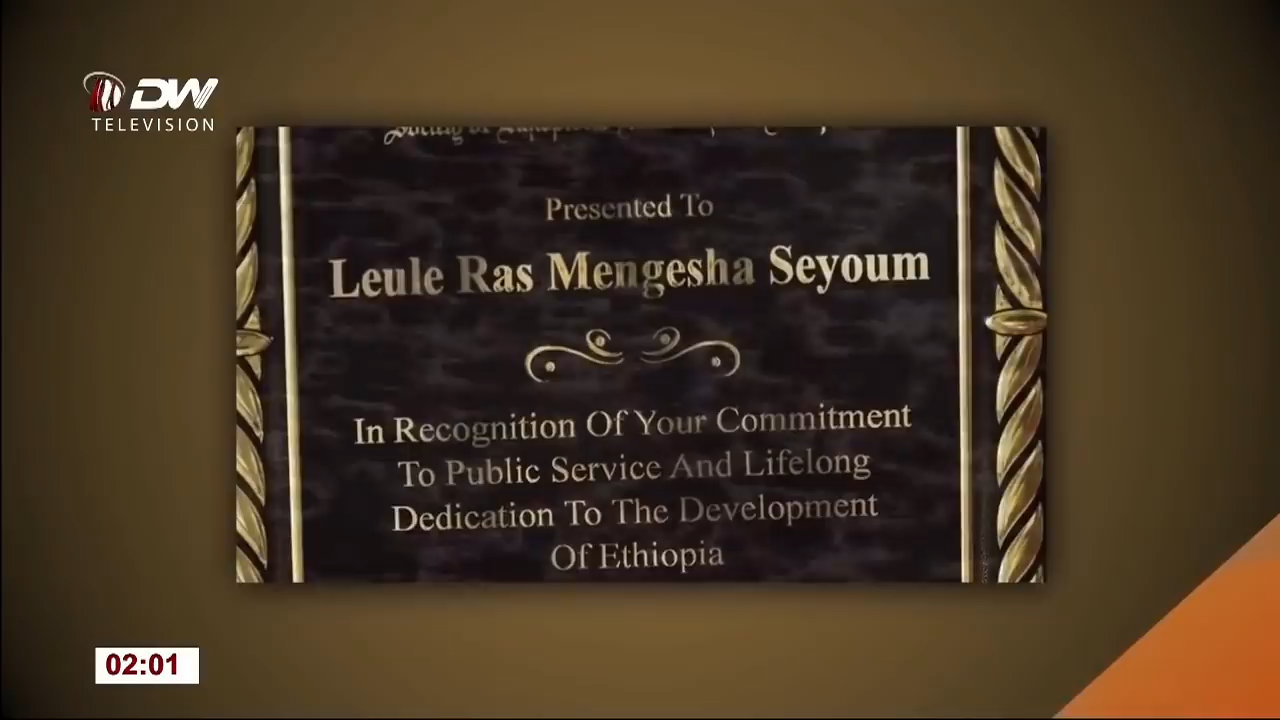 DW
TELEVISION
Presented To
Leule Ras Mengesha Seyoum
In Recognition Of Your Commitment
To Public Service And Lifelong
Dedication To The Development
Of Ethiopia
02:01